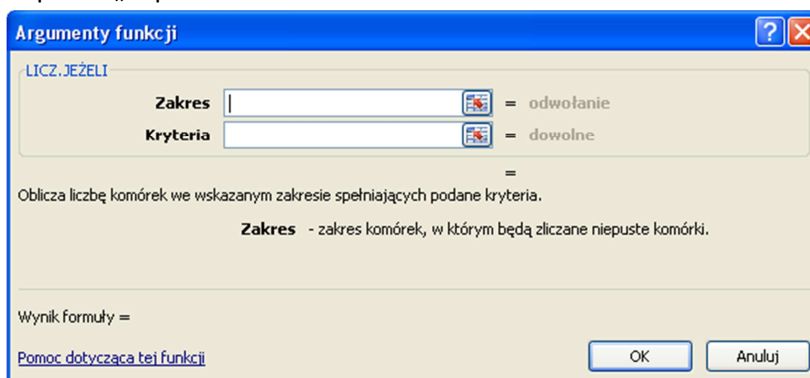 Argumenty funkcji
LICZ.JEŻELI
Zakres = odwołanie
Kryteria = dowolne
=
Oblicza liczbę komórek we wskazanym zakresie spełniających podane kryteria.
Zakres - zakres komórek, w którym będą zliczane niepuste komórki.
Wynik formuły =
Pomoc dotycząca tej funkcji
OK Anuluj